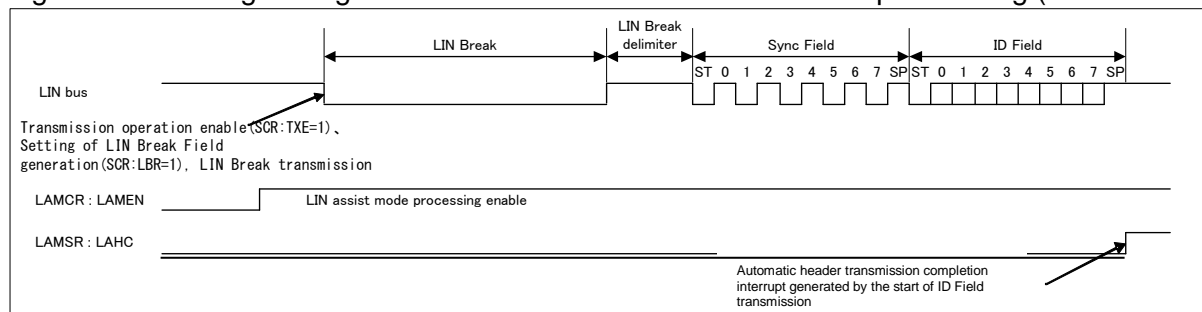 LIN Break
LIN Break
delimiter
Sync Field
ID Field
ST 0 1 2 3 4 5 6 7 SP ST 0 1 2 3 4 5 6 7 SP
LIN bus
Transmission operation enable(SCR:TXE=1)、
Setting of LIN Break Field
generation(SCR:LBR=1), LIN Break transmission
LAMCR : LAMEN
LIN assist mode processing enable
LAMSR : LAHC
Automatic header transmission completion
interrupt generated by the start of ID Field
transmission